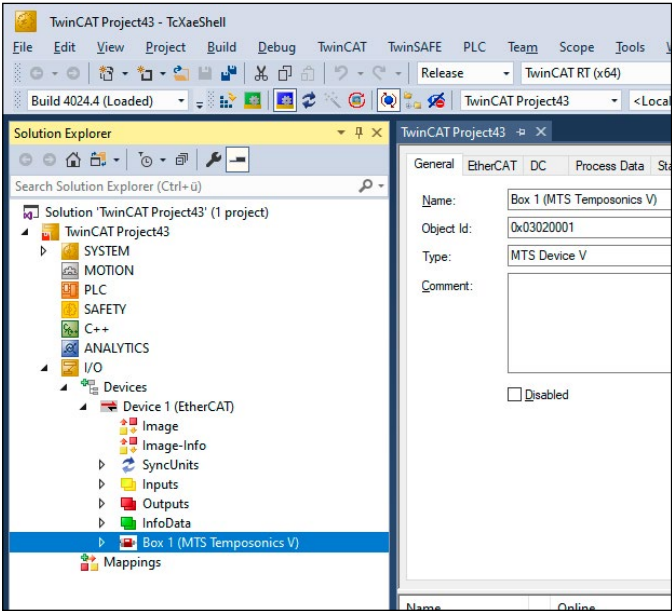 TwinCAT Project43 - TcXaeShell
File Edit View Project Build Debug TwinCAT TwinSAFE PLC Team Scope Tools
Release TwinCAT RT (x64)
Build 4024.4 (Loaded) TwinCAT Project43 <Local
Solution Explorer
TwinCAT Project43
Search Solution Explorer (Ctrl+ü)
General EtherCAT DC Process Data Sta
Solution 'TwinCAT Project43' (1 project)
Name: Box 1 (MTS Temposonics V)
TwinCAT Project43
Object Id: 0x03020001
SYSTEM
Type: MTS Device V
MOTION
Comment:
PLC
SAFETY
C++
ANALYTICS
I/O
Devices
Disabled
Device 1 (EtherCAT)
Image
Image-Info
SyncUnits
Inputs
Outputs
InfoData
Box 1 (MTS Temposonics V)
Mappings
Name Online